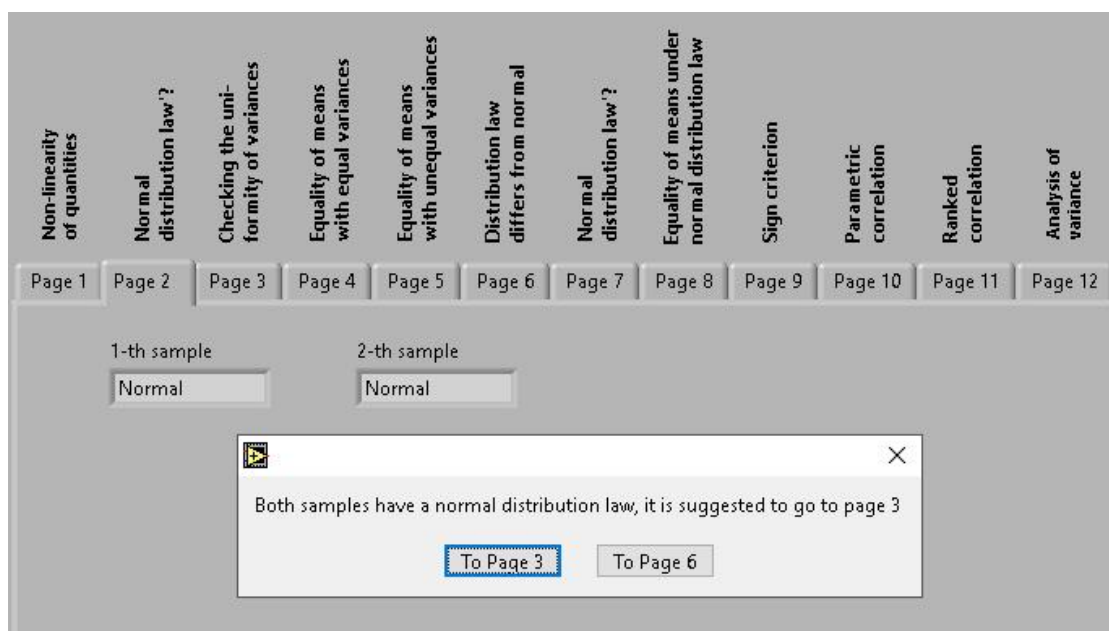 Non-linearity
of quantities
Normal
distribution law'?
Checking the uni-
formity of variances
Equality of means
with equal variances
Equality of means
with unequal variances
Distribution law
differs from normal
Normal
distribution law'?
Equality of means under
normal distribution law
Sign criterion
Parametric
correlation
Ranked
correlation
Analysis of
variance
Page 1 Page 2 Page 3 Page 4 Page 5 Page 6 Page 7 Page 8 Page 9 Page 10 Page 11 Page 12
1-th sample 2-th sample
Normal Normal
Both samples have a normal distribution law, it is suggested to go to page 3
To Page 3 To Page 6